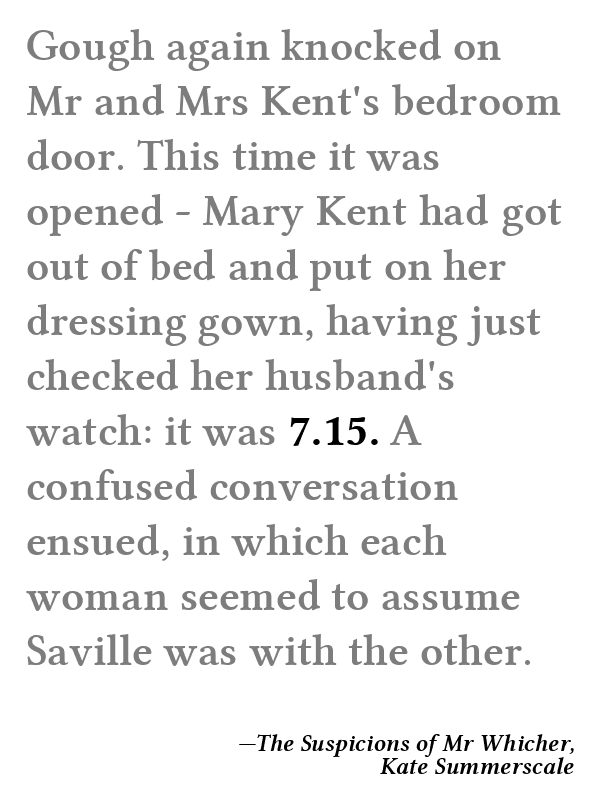 Gough again knocked on
Mr and Mrs Kent's bedroom
door. This time it was
opened – Mary Kent had got
out of bed and put on her
dressing gown, having just
checked her husband's
watch: it was 7.15. A
confused conversation
ensued, in which each
woman seemed to assume
Saville was with the other.
—The Suspicions of Mr Whicher,
Kate Summerscale